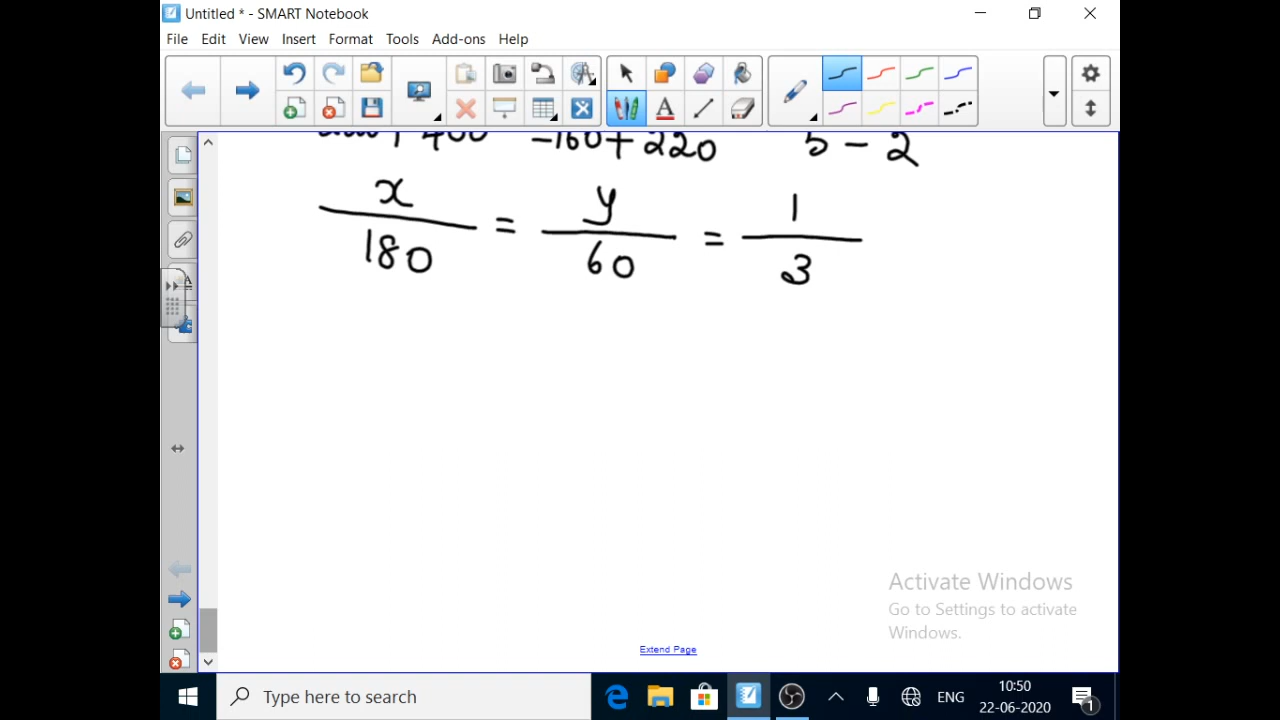 Untitled * - SMART Notebook
File Edit View Insert Format Tools Add-ons Help
400 -160+220 5 - 2
x/180 = y/60 = 1/3
Activate Windows
Go to Settings to activate
Windows.
Extend Page
Type here to search
ENG
10:50
22-06-2020
1